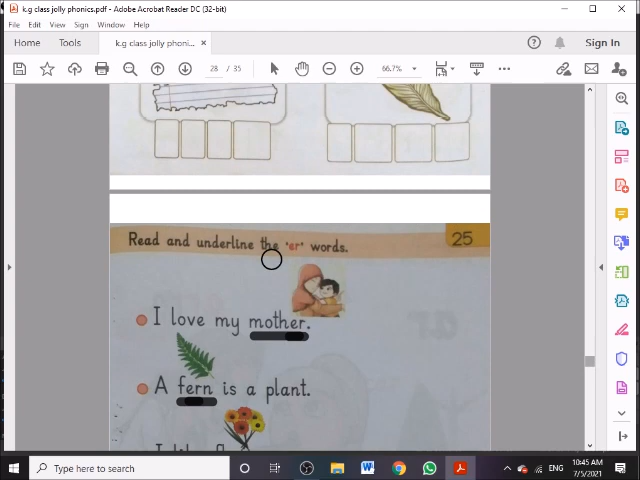 k.g class jolly phonics.pdf - Adobe Acrobat Reader DC (32-bit)
File Edit View Sign Window Help
Home Tools k.g class jolly phoni... × Sign In
28 / 35 66.7%
Read and underline the 'er' words. 25
I love my mother.
A fern is a plant.
Type here to search
ENG
10:45 AM
7/5/2021